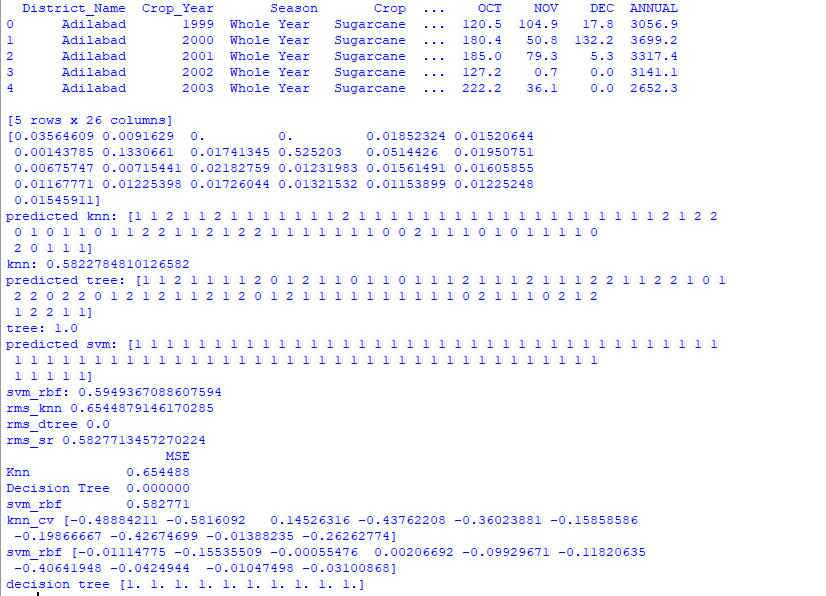 District_Name Crop_Year Season Crop ... OCT NOV DEC ANNUAL
0 Adilabad 1999 Whole Year Sugarcane ... 120.5 104.9 17.8 3056.9
1 Adilabad 2000 Whole Year Sugarcane ... 180.4 50.8 132.2 3699.2
2 Adilabad 2001 Whole Year Sugarcane ... 185.0 79.3 5.3 3317.4
3 Adilabad 2002 Whole Year Sugarcane ... 127.2 0.7 0.0 3141.1
4 Adilabad 2003 Whole Year Sugarcane ... 222.2 36.1 0.0 2652.3
[5 rows x 26 columns]
[0.03564609 0.0091629 0. 0. 0.01852324 0.01520644
0.00143785 0.1330661 0.01741345 0.525203 0.0514426 0.01950751
0.00675747 0.00715441 0.02182759 0.01231983 0.01561491 0.01605855
0.01167771 0.01225398 0.01726044 0.01321532 0.01153899 0.01225248
0.01545911]
predicted knn: [1 1 2 1 1 2 1 1 1 1 1 1 1 2 1 1 1 1 1 1 1 1 1 1 1 1 1 1 1 1 1 1 1 2 1 2 2
0 1 0 1 1 0 1 1 2 2 1 1 2 1 2 2 1 1 1 1 1 1 1 0 0 2 1 1 1 0 1 0 1 1 1 1 0
2 0 1 1 1]
knn: 0.5822784810126582
predicted tree: [1 1 2 1 1 1 1 2 0 1 2 1 1 0 1 1 0 1 1 1 2 1 1 1 2 1 1 1 2 2 1 1 2 2 1 0 1
2 2 0 2 2 0 1 2 1 2 1 1 2 1 2 0 1 2 1 1 1 1 1 1 1 1 1 1 0 2 1 1 1 0 2 1 2
1 2 2 1 1]
tree: 1.0
predicted svm: [1 1 1 1 1 1 1 1 1 1 1 1 1 1 1 1 1 1 1 1 1 1 1 1 1 1 1 1 1 1 1 1 1 1 1 1 1
1 1 1 1 1 1 1 1 1 1 1 1 1 1 1 1 1 1 1 1 1 1 1 1 1 1 1 1 1 1 1 1 1 1 1 1 1
1 1 1 1 1]
svm_rbf: 0.5949367088607594
rms_knn 0.6544879146170285
rms_dtree 0.0
rms_sr 0.5827713457270224
MSE
Knn 0.654488
Decision Tree 0.000000
svm_rbf 0.582771
knn_cv [-0.48884211 -0.5816092 0.14526316 -0.43762208 -0.36023881 -0.15858586
-0.19866667 -0.42674699 -0.01388235 -0.26262774]
svm_rbf [-0.01114775 -0.15535509 -0.00055476 0.00206692 -0.09929671 -0.11820635
-0.40641948 -0.0424944 -0.01047498 -0.03100868]
decision tree [1. 1. 1. 1. 1. 1. 1. 1. 1. 1.]